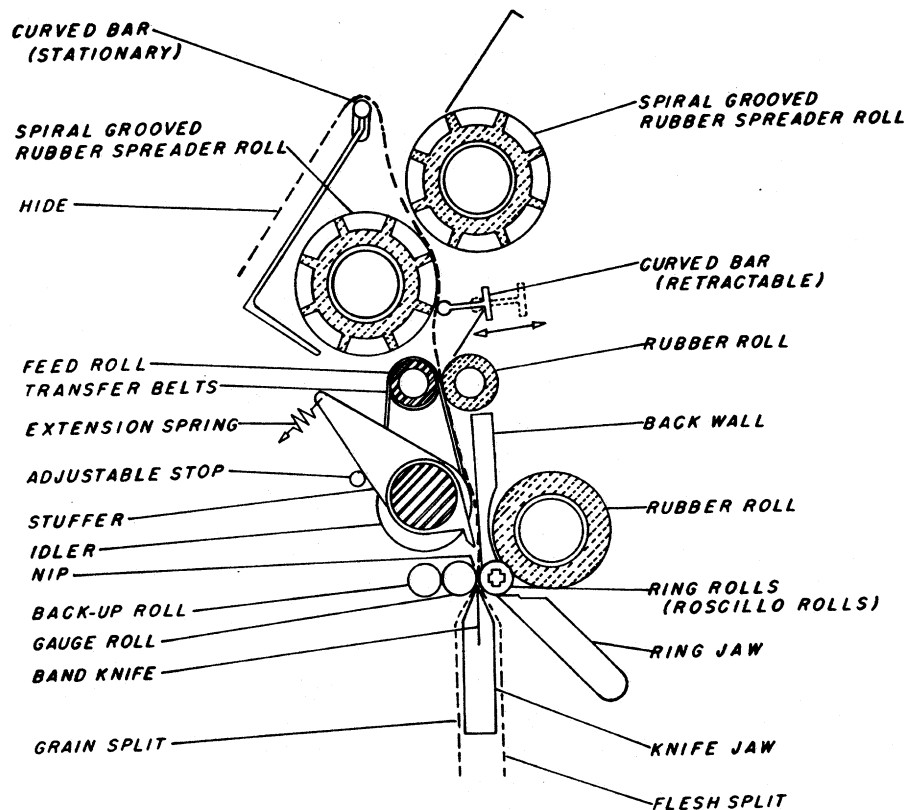 CURVED BAR
(STATIONARY)
SPIRAL GROOVED
RUBBER SPREADER ROLL
HIDE
FEED ROLL
TRANSFER BELTS
EXTENSION SPRING
ADJUSTABLE STOP
STUFFER
IDLER
NIP
BACK-UP ROLL
GAUGE ROLL
BAND KNIFE
GRAIN SPLIT
SPIRAL GROOVED
RUBBER SPREADER ROLL
CURVED BAR
(RETRACTABLE)
RUBBER ROLL
BACK WALL
RUBBER ROLL
RING ROLLS
(ROSCILLO ROLLS)
RING JAW
KNIFE JAW
FLESH SPLIT